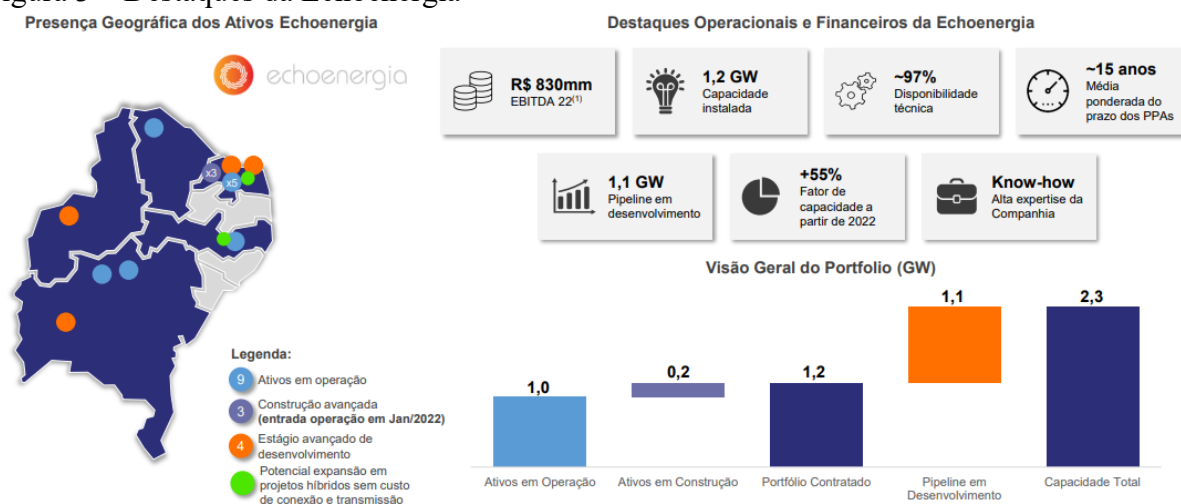 Presença Geográfica dos Ativos Echoenergia
echoenergia
x3
x5
Legenda:
9 Ativos em operação
3 Construção avançada
(entrada operação em Jan/2022)
4 Estágio avançado de
desenvolvimento
Potencial expansão em
projetos híbridos sem custo
de conexão e transmissão
Destaques Operacionais e Financeiros da Echoenergia
R$ 830mm
EBITDA 22(1)
1,2 GW
Capacidade
instalada
~97%
Disponibilidade
técnica
~15 anos
Média
ponderada do
prazo dos PPAs
1,1 GW
Pipeline em
desenvolvimento
+55%
Fator de
capacidade a
partir de 2022
Know-how
Alta expertise da
Companhia
Visão Geral do Portfolio (GW)
1,0
0,2
1,2
1,1
2,3
Ativos em Operação
Ativos em Construção
Portfólio Contratado
Pipeline em
Desenvolvimento
Capacidade Total